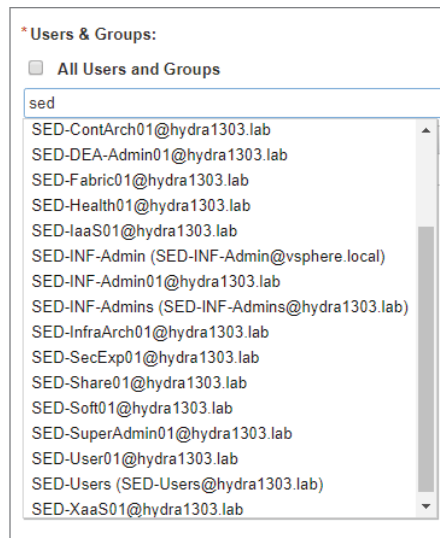 * Users & Groups:
All Users and Groups
sed
SED-ContArch01@hydra1303.lab
SED-DEA-Admin01@hydra1303.lab
SED-Fabric01@hydra1303.lab
SED-Health01@hydra1303.lab
SED-IaaS01@hydra1303.lab
SED-INF-Admin (SED-INF-Admin@vsphere.local)
SED-INF-Admin01@hydra1303.lab
SED-INF-Admins (SED-INF-Admins@hydra1303.lab)
SED-InfraArch01@hydra1303.lab
SED-SecExp01@hydra1303.lab
SED-Share01@hydra1303.lab
SED-Soft01@hydra1303.lab
SED-SuperAdmin01@hydra1303.lab
SED-User01@hydra1303.lab
SED-Users (SED-Users@hydra1303.lab)
SED-XaaS01@hydra1303.lab